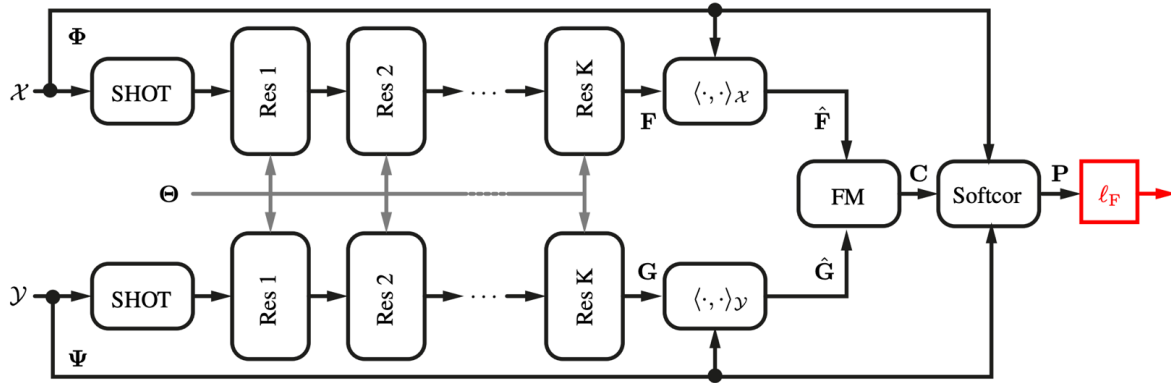 Φ
𝒳 SHOT Res 1 Res 2 ... Res K F ⟨·,·⟩𝒳 F̂
Θ FM C Softcor P ℓF
𝒴 SHOT Res 1 Res 2 ... Res K G ⟨·,·⟩𝒴 Ĝ
Ψ